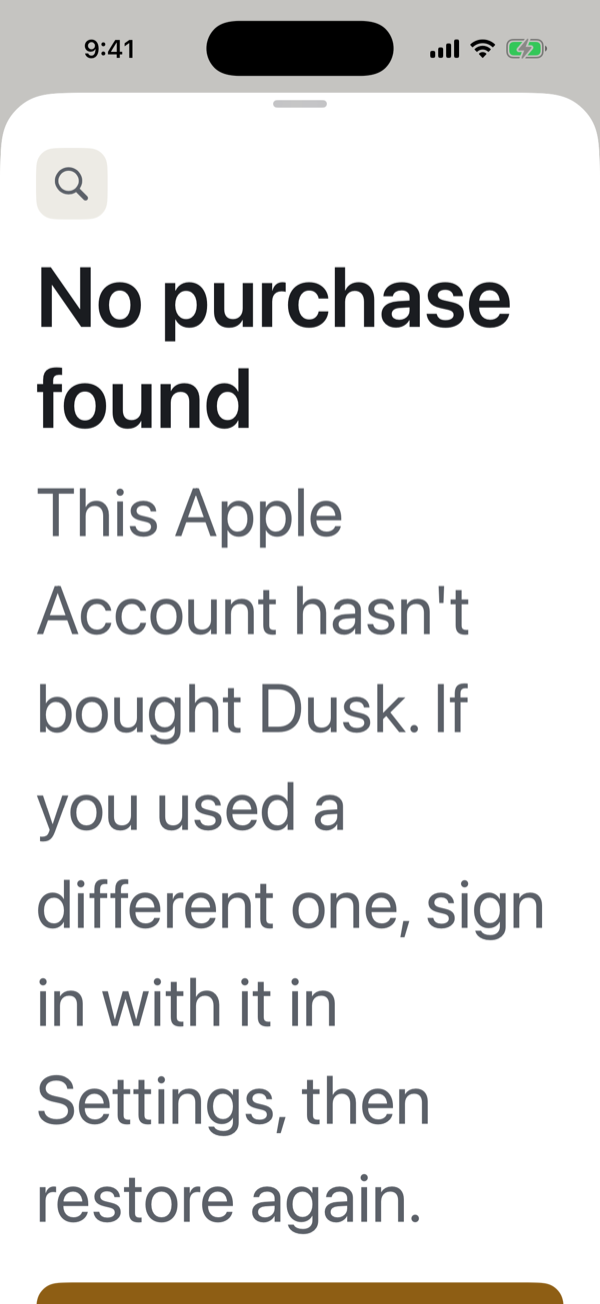 9:41
No purchase
found
This Apple
Account hasn't
bought Dusk. If
you used a
different one, sign
in with it in
Settings, then
restore again.